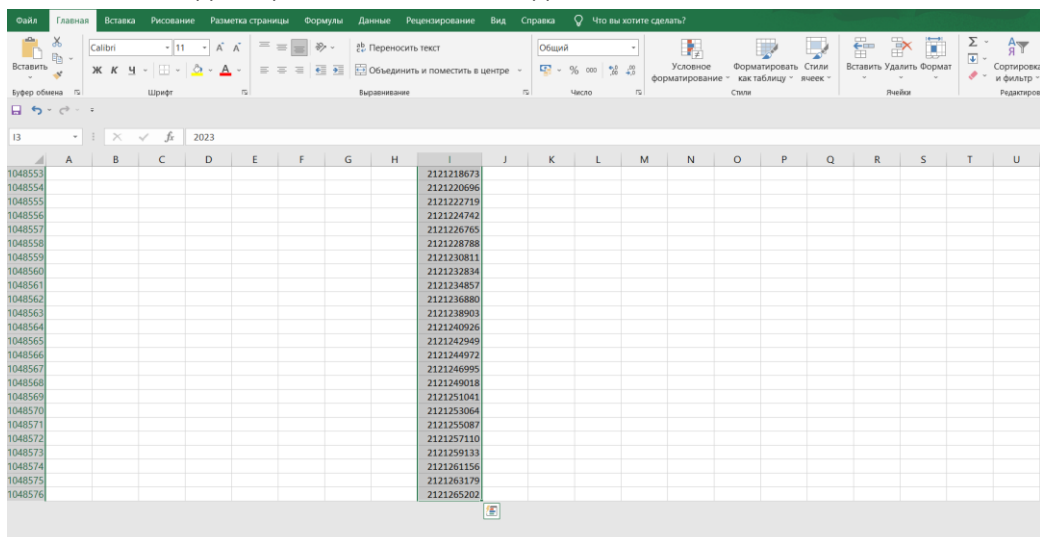 Файл Главная Вставка Рисование Разметка страницы Формулы Данные Рецензирование Вид Справка Что вы хотите сделать?
Вставить
Calibri 11
Ж К Ч
Переносить текст
Объединить и поместить в центре
Общий
% 000
Условное форматирование
Форматировать как таблицу
Стили ячеек
Вставить Удалить Формат
Сортировка
и фильтр
Буфер обмена Шрифт Выравнивание Число Стили Ячейки Редактиров
I3 fx 2023
A B C D E F G H I J K L M N O P Q R S T U
1048553 2121218673
1048554 2121220696
1048555 2121222719
1048556 2121224742
1048557 2121226765
1048558 2121228788
1048559 2121230811
1048560 2121232834
1048561 2121234857
1048562 2121236880
1048563 2121238903
1048564 2121240926
1048565 2121242949
1048566 2121244972
1048567 2121246995
1048568 2121249018
1048569 2121251041
1048570 2121253064
1048571 2121255087
1048572 2121257110
1048573 2121259133
1048574 2121261156
1048575 2121263179
1048576 2121265202